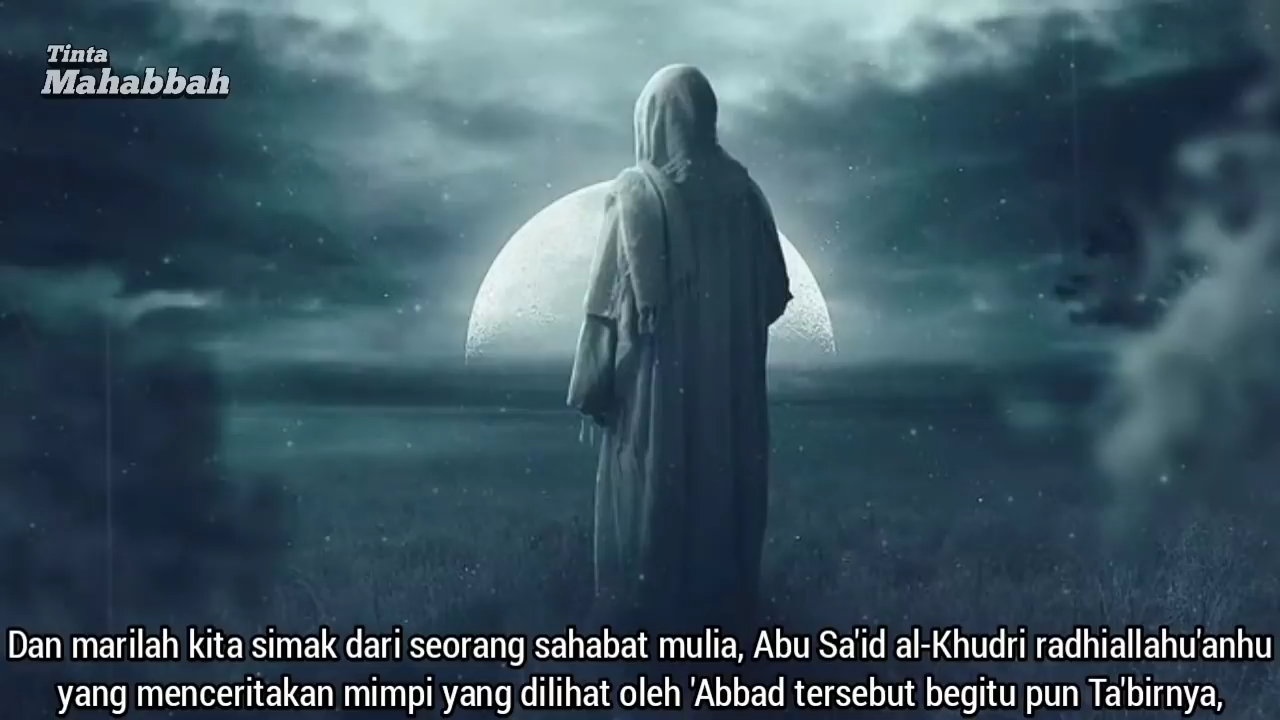 Tinta
Mahabbah
Dan marilah kita simak dari seorang sahabat mulia, Abu Sa'id al-Khudri radhiallahu'anhu
yang menceritakan mimpi yang dilihat oleh 'Abbad tersebut begitu pun Ta'birnya,